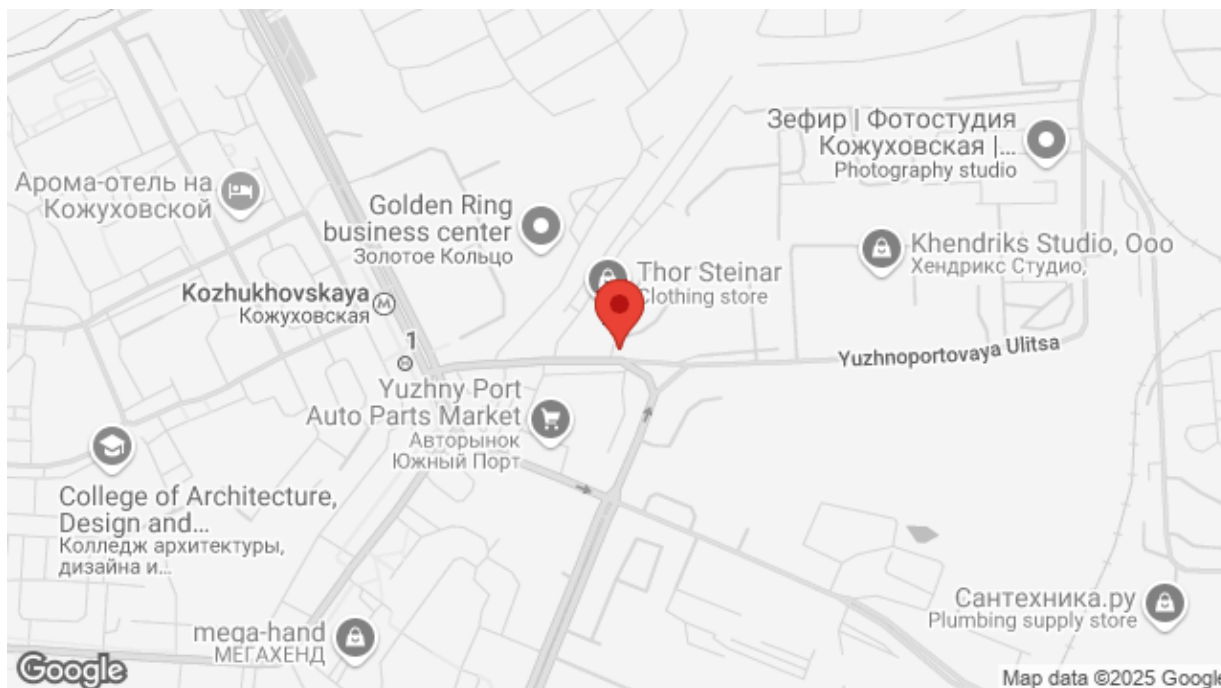 Зефир | Фотостудия
Кожуховская |...
Photography studio
Арома-отель на
Кожуховской
Golden Ring
business center
Золотое Кольцо
Khendriks Studio, Ooo
Хендрикс Студио,
Thor Steinar
Clothing store
Kozhukhovskaya
Кожуховская
M
1
Yuzhnoportovaya Ulitsa
Yuzhny Port
Auto Parts Market
Авторынок
Южный Порт
College of Architecture,
Design and...
Колледж архитектуры,
дизайна и...
Сантехника.ру
Plumbing supply store
mega-hand
МЕГАХЕНД
Google
Map data ©2025 Google